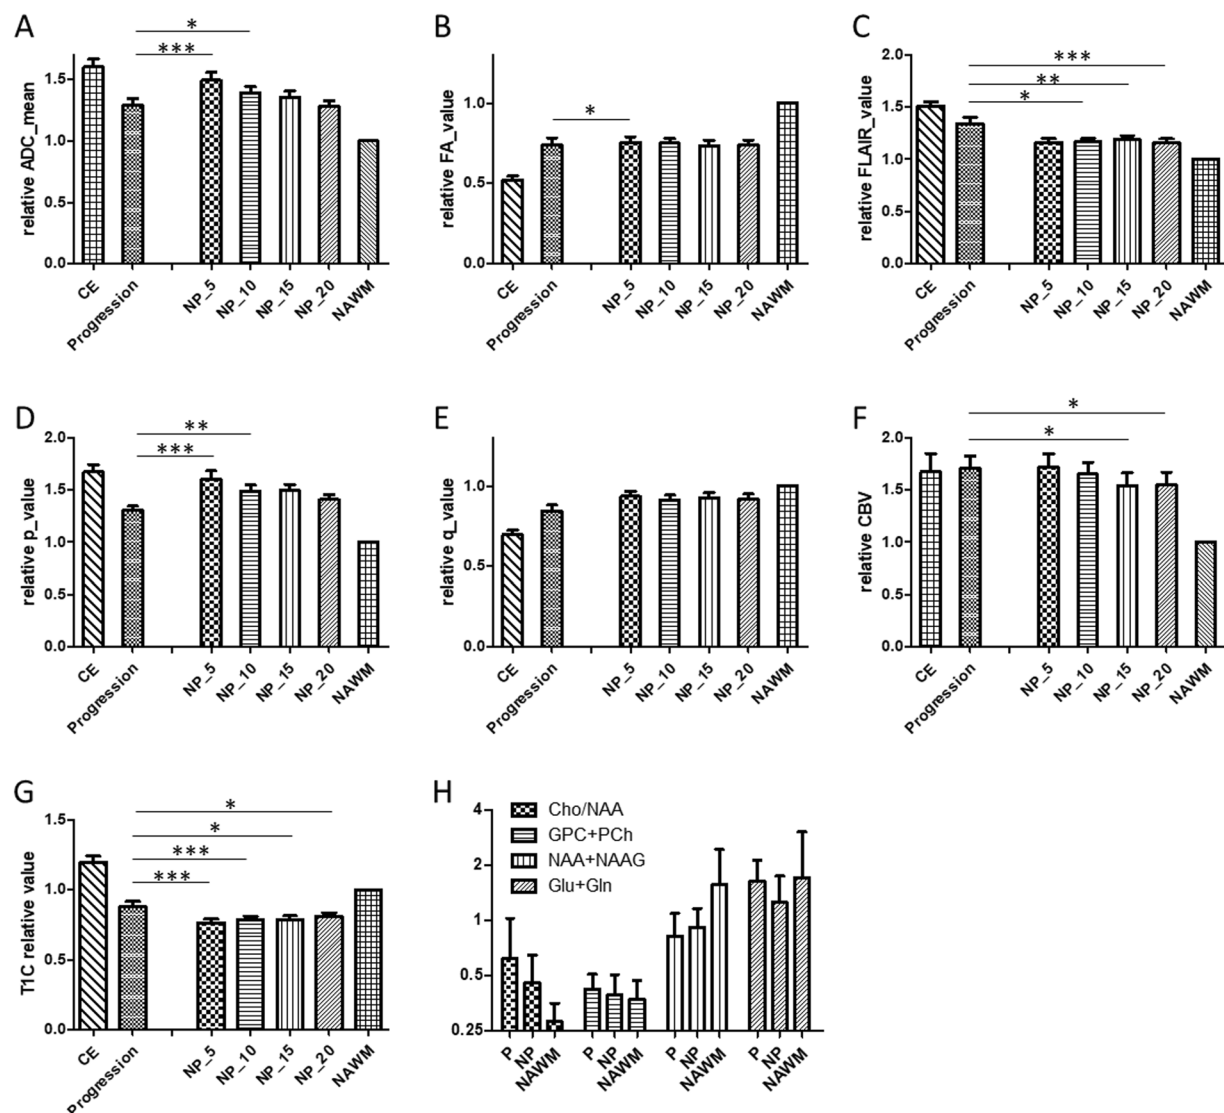 A
*
***
relative ADC_mean
1.5
1.0
0.5
0.0
CE
Progression
NP_5
NP_10
NP_15
NP_20
NAWM
B
*
relative FA_value
1.0
0.5
0.0
CE
Progression
NP_5
NP_10
NP_15
NP_20
NAWM
C
***
**
*
relative FLAIR_value
2.0
1.5
1.0
0.5
0.0
CE
Progression
NP_5
NP_10
NP_15
NP_20
NAWM
D
**
***
relative p_value
2.0
1.5
1.0
0.5
0.0
CE
Progression
NP_5
NP_10
NP_15
NP_20
NAWM
E
relative q_value
1.0
0.5
0.0
CE
Progression
NP_5
NP_10
NP_15
NP_20
NAWM
F
*
*
relative CBV
2.0
1.5
1.0
0.5
0.0
CE
Progression
NP_5
NP_10
NP_15
NP_20
NAWM
G
*
*
***
***
T1C relative value
1.5
1.0
0.5
0.0
CE
Progression
NP_5
NP_10
NP_15
NP_20
NAWM
H
Cho/NAA
GPC+PCh
NAA+NAAG
Glu+Gln
4
2
1
0.5
0.25
P
NP
NAWM
P
NP
NAWM
P
NP
NAWM
P
NP
NAWM